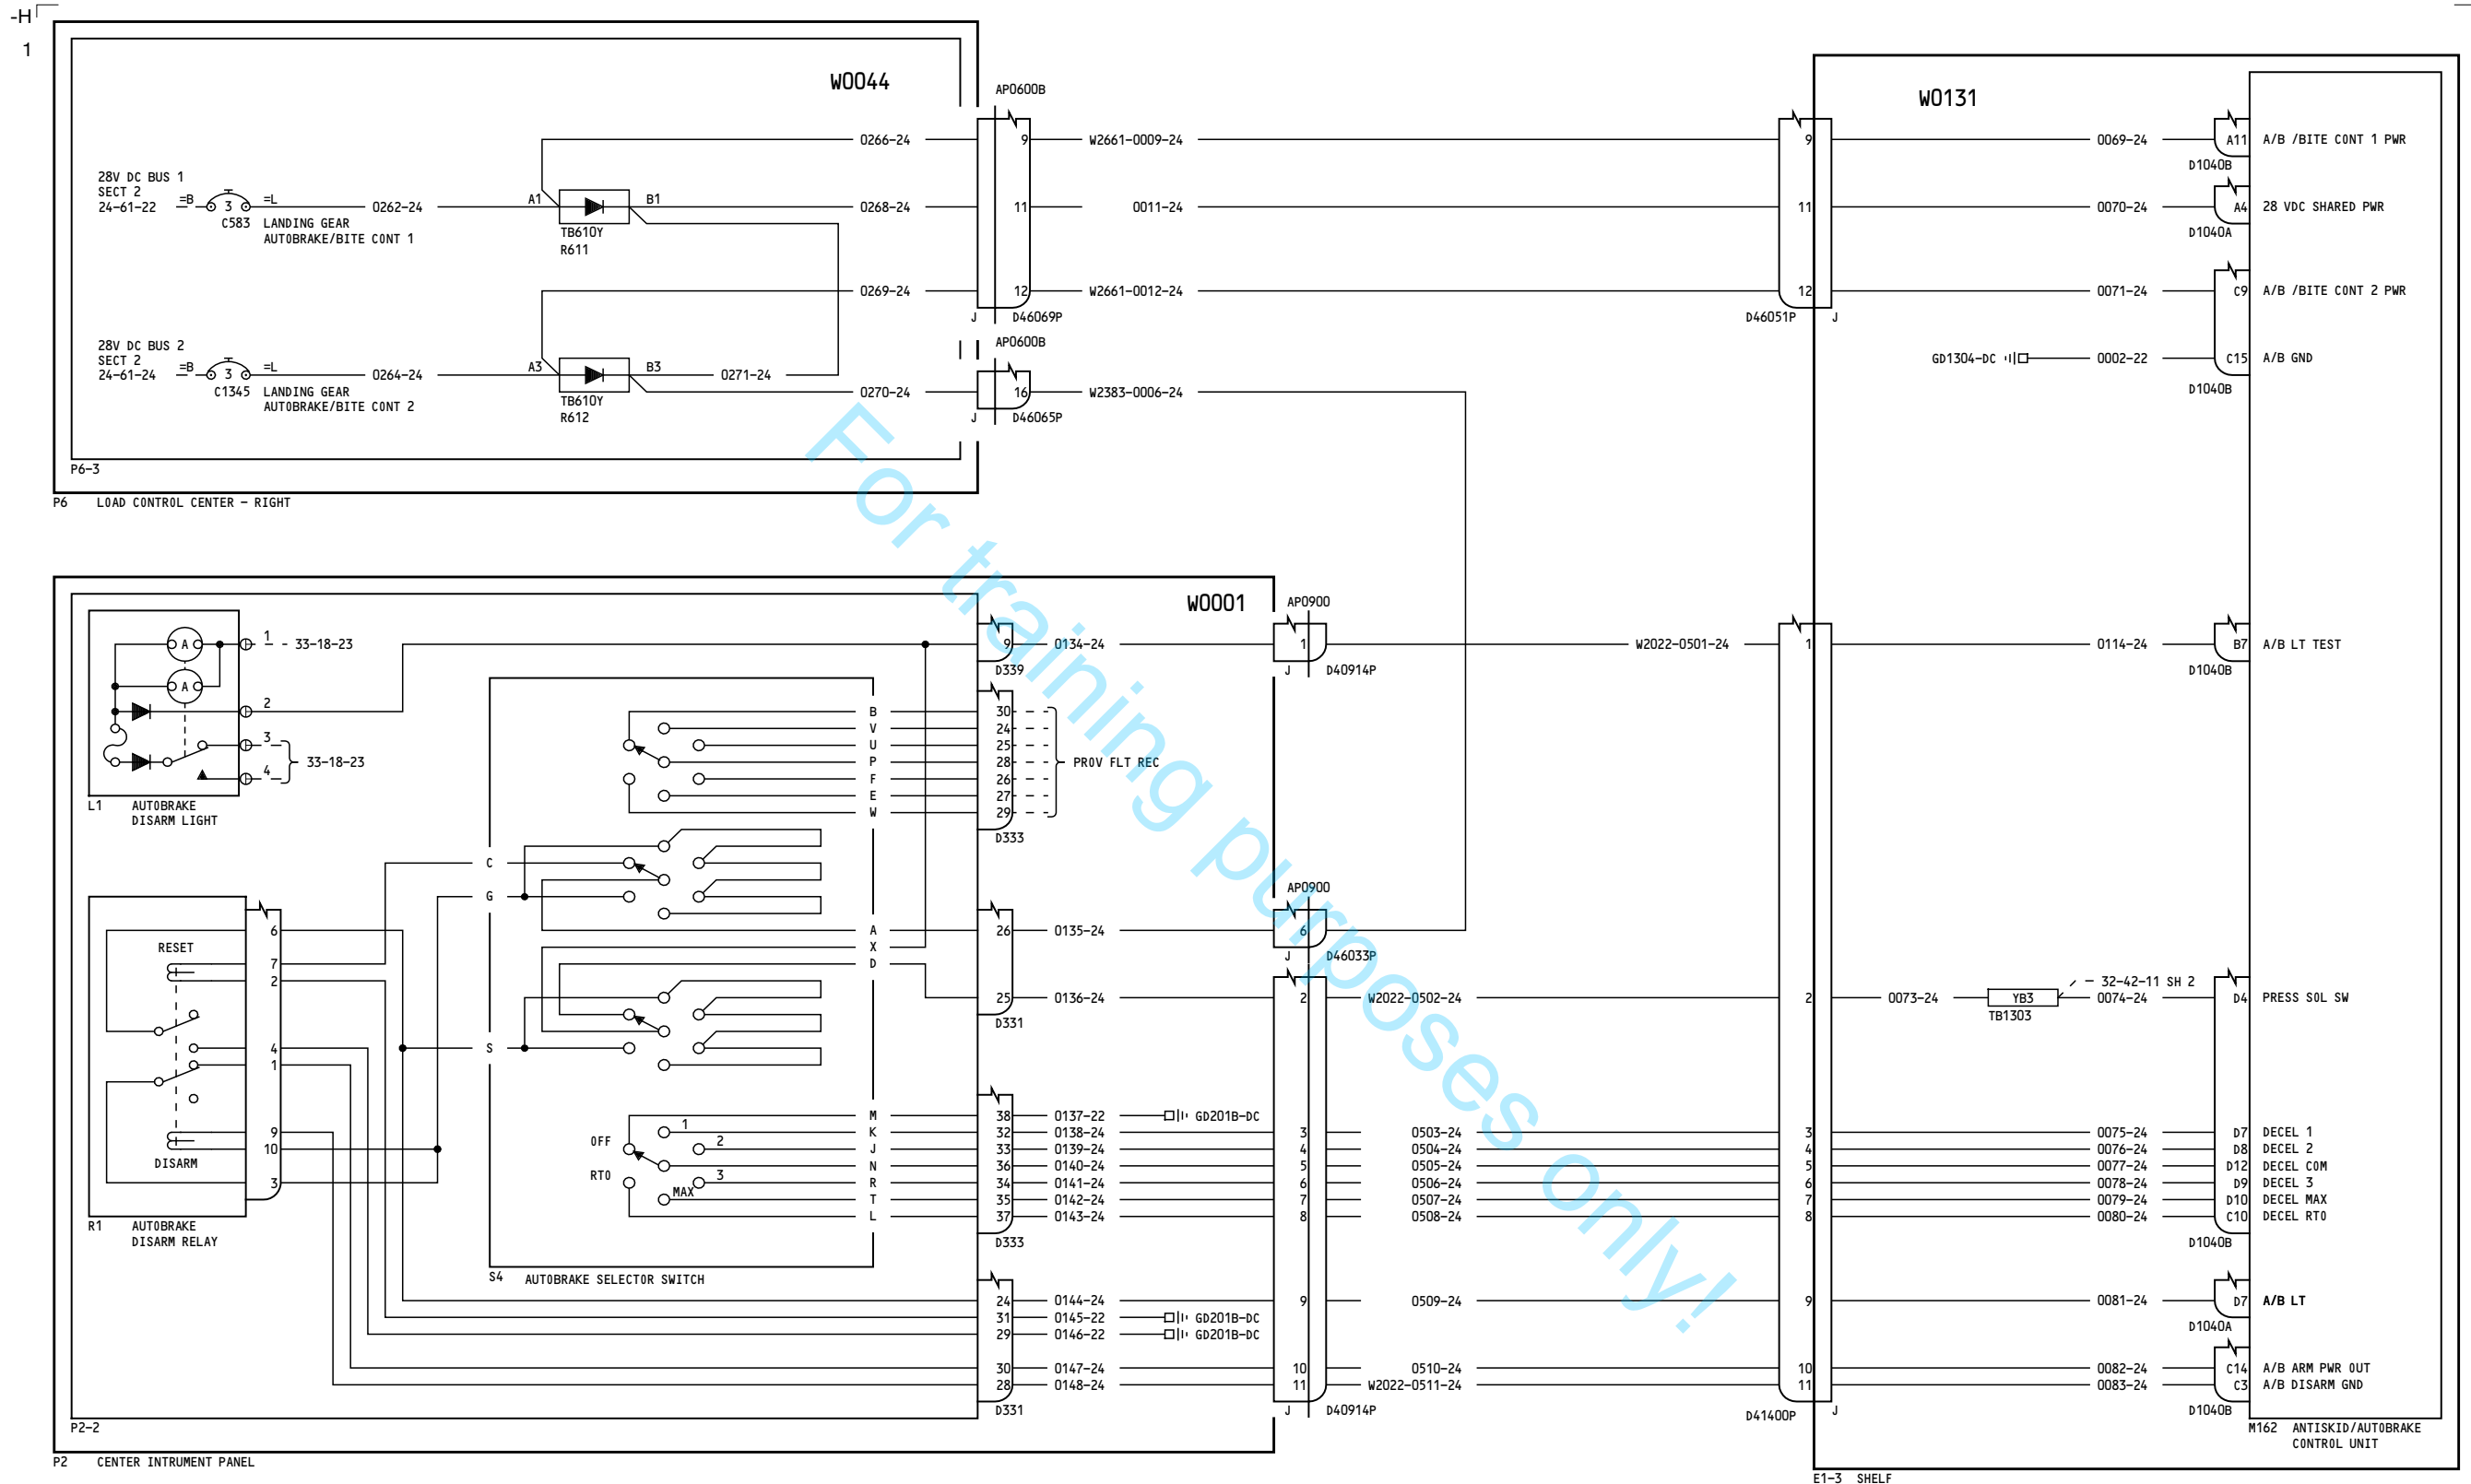 -H
1
W0044
AP0600B
W0131
0266-24
9
W2661-0009-24
9
0069-24
A11
A/B /BITE CONT 1 PWR
D1040B
28V DC BUS 1
SECT 2
24-61-22
=B
3
=L
C583
LANDING GEAR
AUTOBRAKE/BITE CONT 1
0262-24
A1
B1
TB610Y
R611
0268-24
11
0011-24
11
0070-24
A4
28 VDC SHARED PWR
D1040A
0269-24
12
W2661-0012-24
12
0071-24
C9
A/B /BITE CONT 2 PWR
J
D46069P
D46051P
J
AP0600B
28V DC BUS 2
SECT 2
24-61-24
=B
3
=L
C1345
LANDING GEAR
AUTOBRAKE/BITE CONT 2
0264-24
A3
B3
TB610Y
R612
0271-24
0270-24
16
W2383-0006-24
J
D46065P
GD1304-DC
0002-22
C15
A/B GND
D1040B
P6-3
P6 LOAD CONTROL CENTER - RIGHT
W0001
AP0900
A
A
1
33-18-23
2
3
4
33-18-23
L1
AUTOBRAKE
DISARM LIGHT
9
0134-24
1
W2022-0501-24
1
0114-24
B7
A/B LT TEST
D339
J
D40914P
D1040B
B
30
V
24
U
25
P
28
F
26
E
27
W
29
PROV FLT REC
D333
C
G
S
AP0900
A
26
0135-24
6
X
D
J
D46033P
25
0136-24
2
W2022-0502-24
2
0073-24
YB3
TB1303
32-42-11 SH 2
0074-24
D4
PRESS SOL SW
D331
RESET
6
7
2
4
1
9
10
3
DISARM
R1
AUTOBRAKE
DISARM RELAY
OFF
RTO
1
2
3
MAX
M
38
0137-22
GD201B-DC
K
32
0138-24
3
0503-24
3
0075-24
D7
DECEL 1
J
33
0139-24
4
0504-24
4
0076-24
D8
DECEL 2
N
36
0140-24
5
0505-24
5
0077-24
D12
DECEL COM
R
34
0141-24
6
0506-24
6
0078-24
D9
DECEL 3
T
35
0142-24
7
0507-24
7
0079-24
D10
DECEL MAX
L
37
0143-24
8
0508-24
8
0080-24
C10
DECEL RTO
D333
D1040B
S4
AUTOBRAKE SELECTOR SWITCH
24
0144-24
9
0509-24
9
0081-24
D7
A/B LT
31
0145-22
GD201B-DC
D1040A
29
0146-22
GD201B-DC
30
0147-24
10
0510-24
10
0082-24
C14
A/B ARM PWR OUT
28
0148-24
11
W2022-0511-24
11
0083-24
C3
A/B DISARM GND
D331
J
D40914P
D41400P
J
D1040B
P2-2
M162 ANTISKID/AUTOBRAKE
CONTROL UNIT
P2 CENTER INTRUMENT PANEL
E1-3 SHELF
For training purposes only!